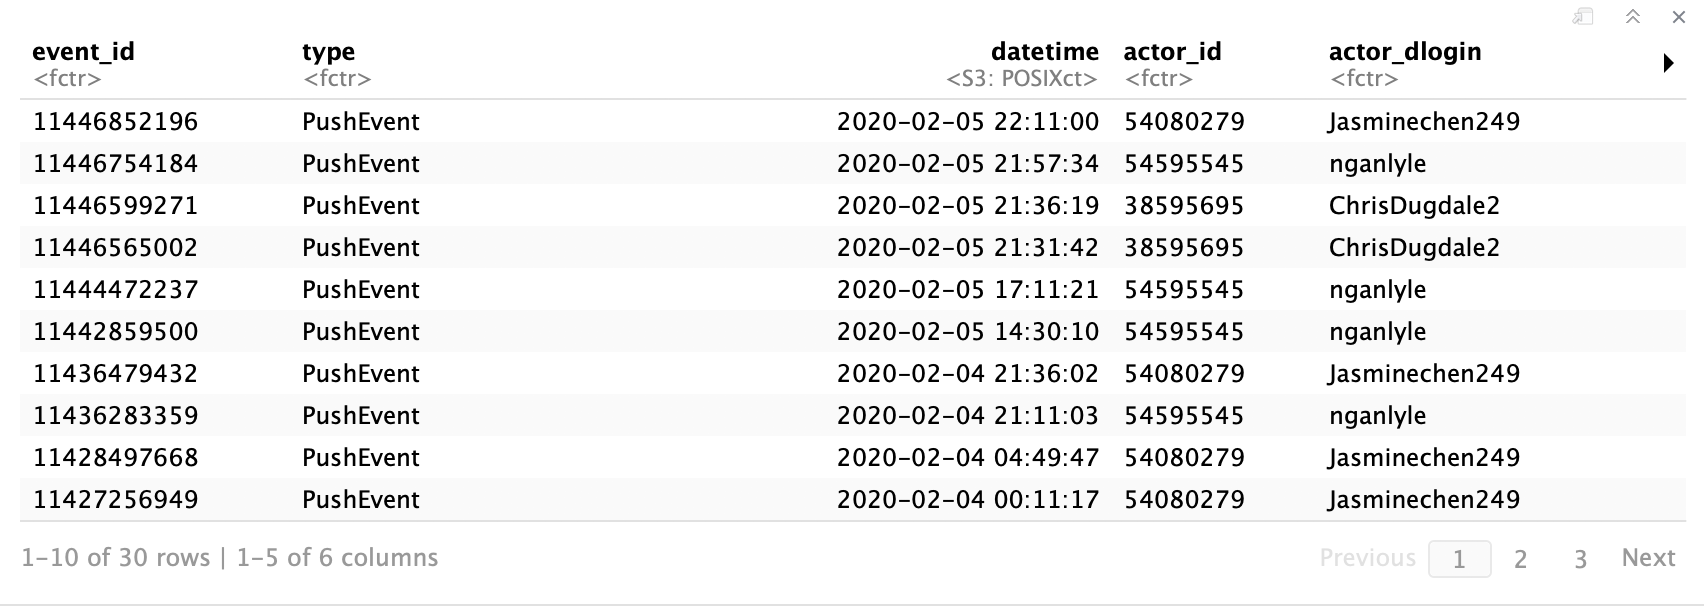 event_id type datetime actor_id actor_dlogin
<fctr> <fctr> <S3: POSIXct> <fctr> <fctr>
11446852196 PushEvent 2020-02-05 22:11:00 54080279 Jasminechen249
11446754184 PushEvent 2020-02-05 21:57:34 54595545 nganlyle
11446599271 PushEvent 2020-02-05 21:36:19 38595695 ChrisDugdale2
11446565002 PushEvent 2020-02-05 21:31:42 38595695 ChrisDugdale2
11444472237 PushEvent 2020-02-05 17:11:21 54595545 nganlyle
11442859500 PushEvent 2020-02-05 14:30:10 54595545 nganlyle
11436479432 PushEvent 2020-02-04 21:36:02 54080279 Jasminechen249
11436283359 PushEvent 2020-02-04 21:11:03 54595545 nganlyle
11428497668 PushEvent 2020-02-04 04:49:47 54080279 Jasminechen249
11427256949 PushEvent 2020-02-04 00:11:17 54080279 Jasminechen249
1-10 of 30 rows | 1-5 of 6 columns Previous 1 2 3 Next